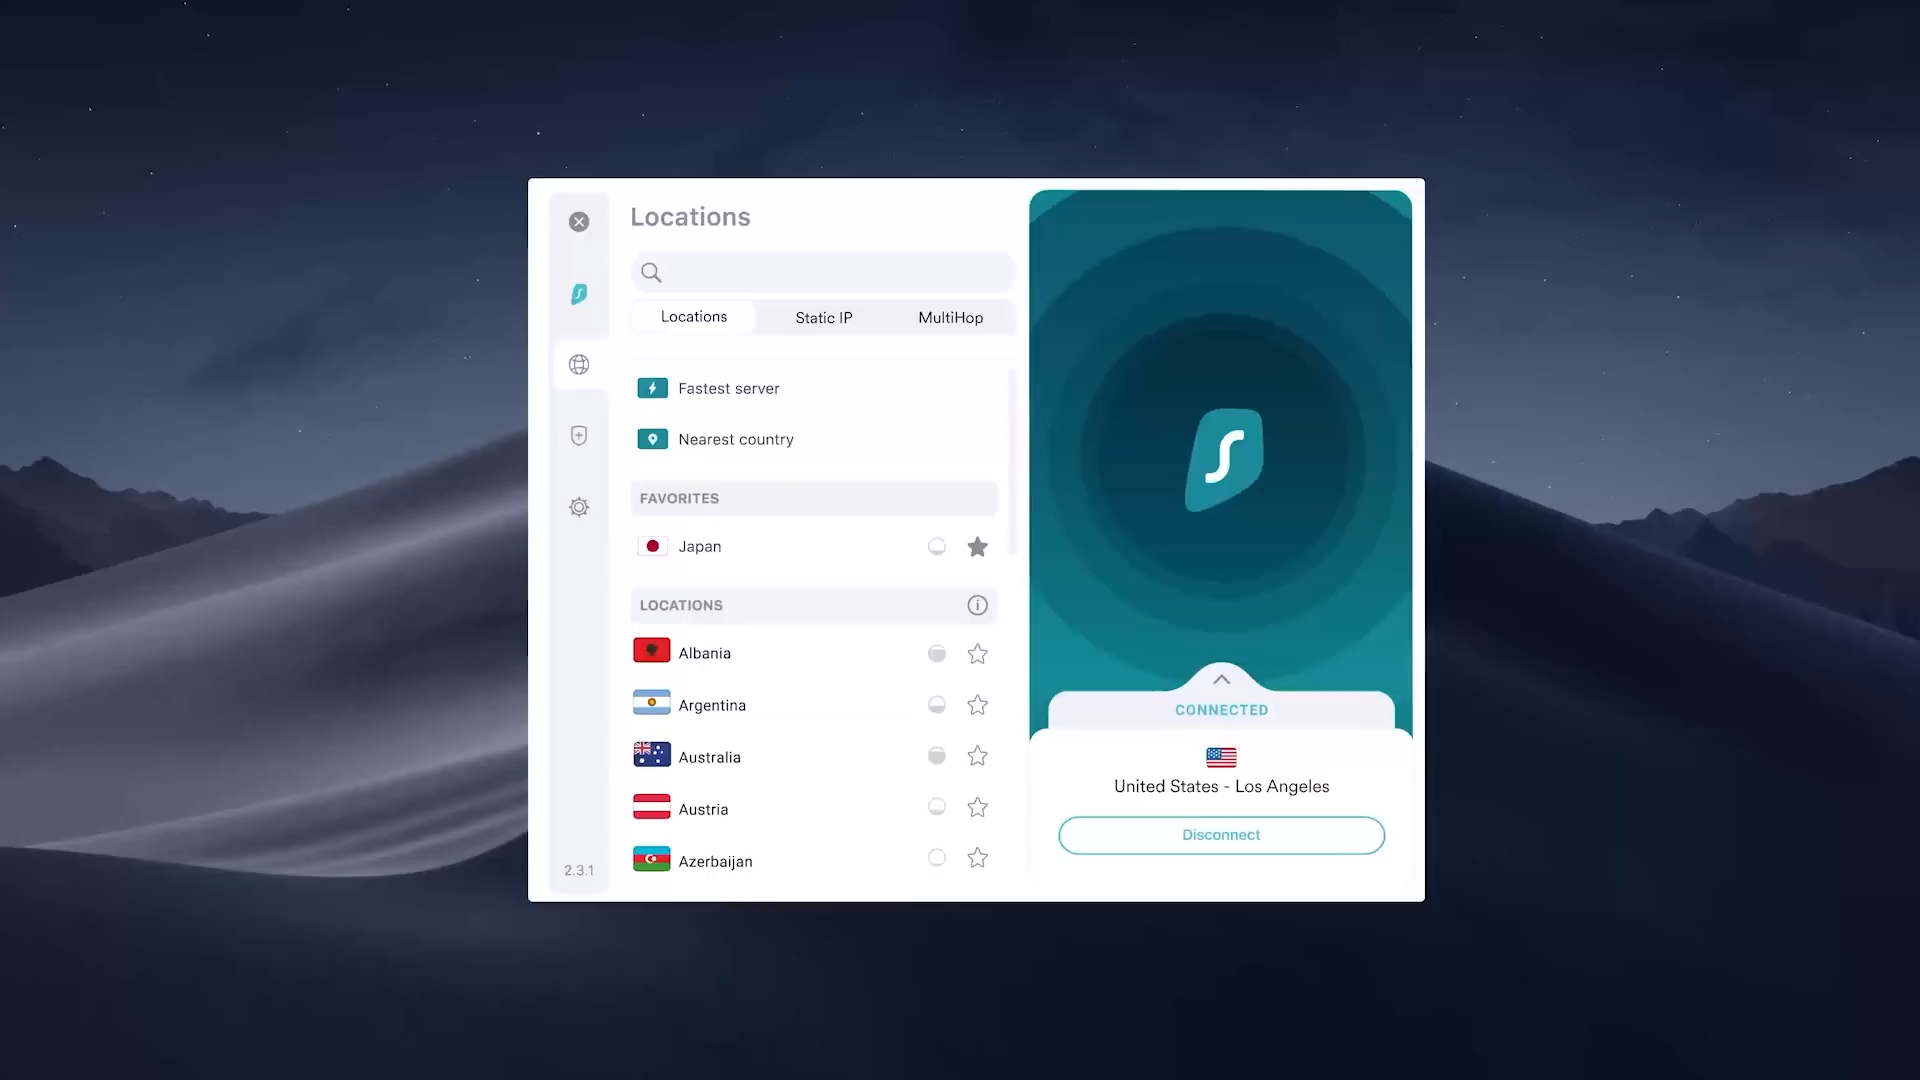 Locations
Locations
Static IP
MultiHop
Fastest server
Nearest country
FAVORITES
Japan
LOCATIONS
Albania
Argentina
Australia
Austria
Azerbaijan
2.3.1
CONNECTED
United States - Los Angeles
Disconnect